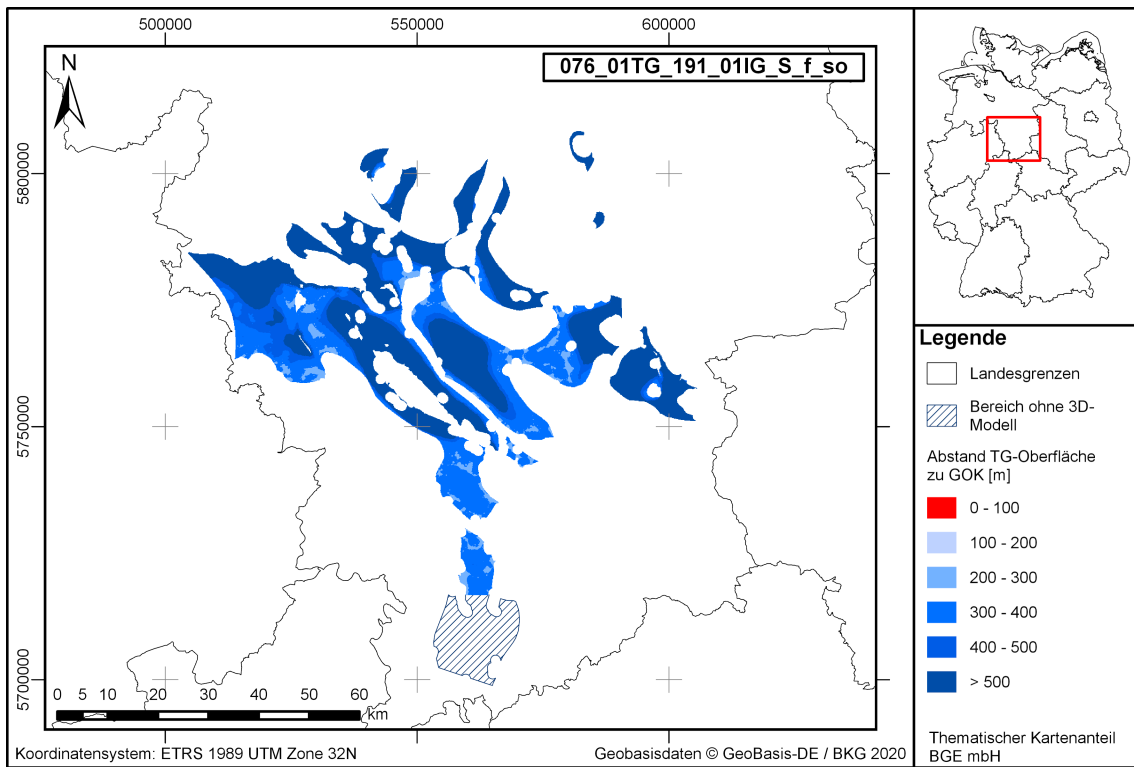 500000
550000
600000
076_01TG_191_01IG_S_f_so
N
5800000
5750000
5700000
0 5 10 20 30 40 50 60
km
Koordinatensystem: ETRS 1989 UTM Zone 32N
Geobasisdaten © GeoBasis-DE / BKG 2020
Legende
Landesgrenzen
Bereich ohne 3D-
Modell
Abstand TG-Oberfläche
zu GOK [m]
0 - 100
100 - 200
200 - 300
300 - 400
400 - 500
> 500
Thematischer Kartenanteil
BGE mbH